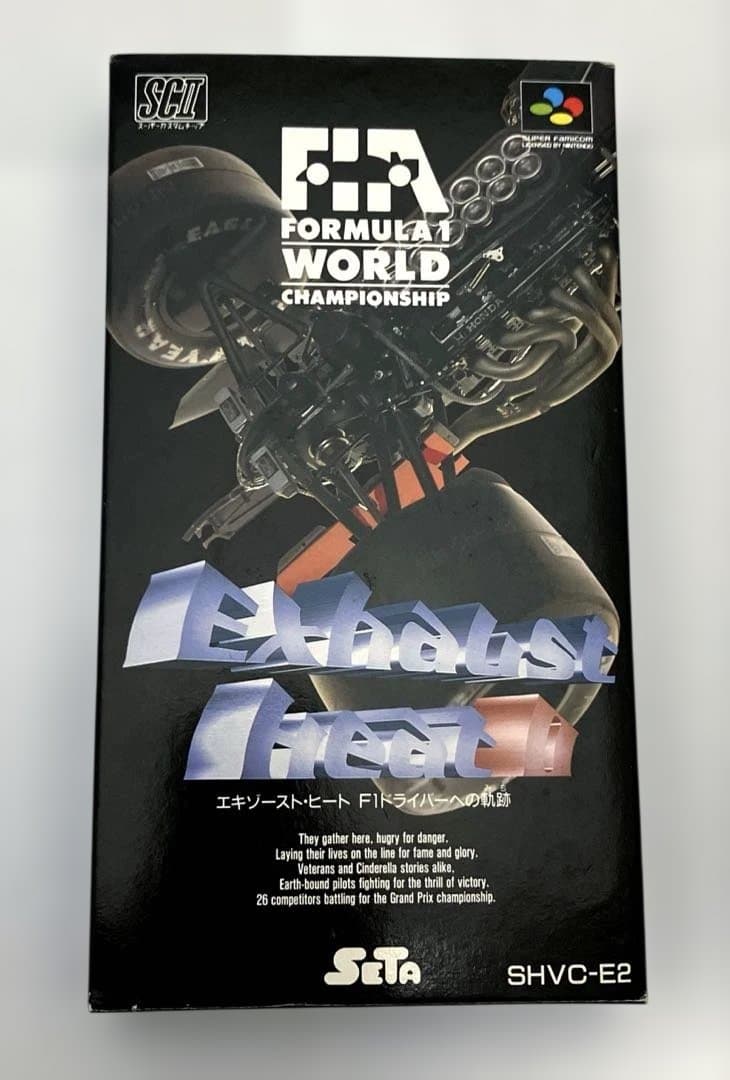 SCII
スーパーカスタムチップ
SUPER FAMICOM
LICENSED BY NINTENDO
FIA
FORMULA 1
WORLD
CHAMPIONSHIP
EAGLE
YEAR
HONDA
Exhaust
Heat II
エキゾースト・ヒート F1ドライバーへの軌跡
They gather here, hugry for danger.
Laying their lives on the line for fame and glory.
Veterans and Cinderella stories alike.
Earth-bound pilots fighting for the thrill of victory.
26 competitors battling for the Grand Prix championship.
SETA
SHVC-E2